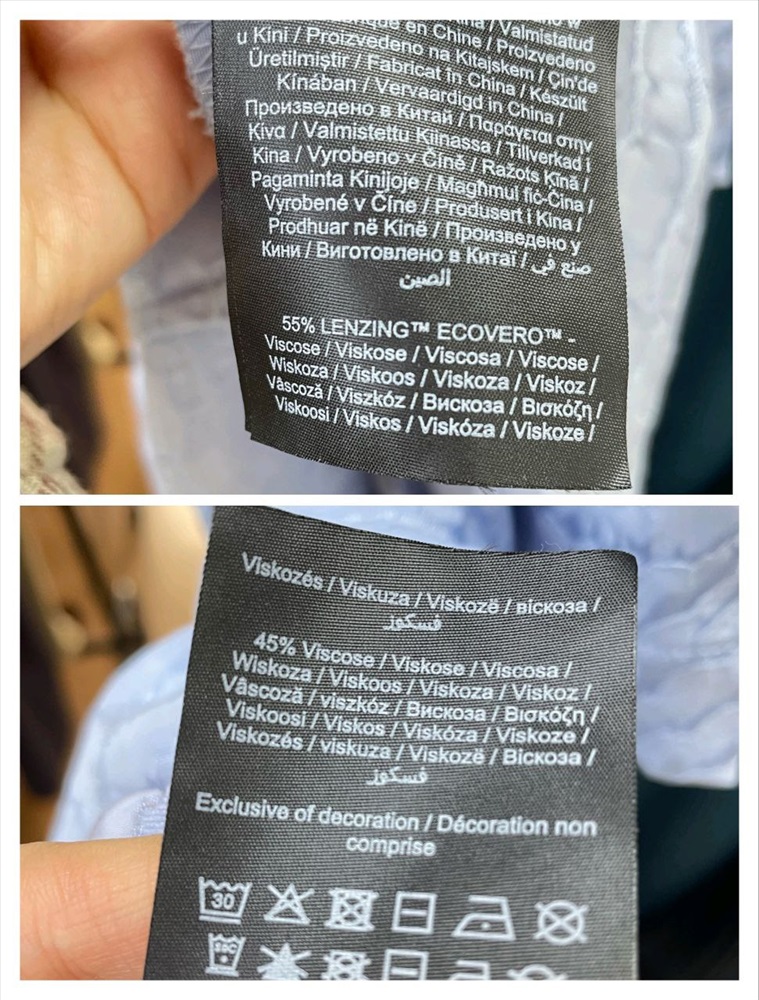 en Chine / Proizvedeno
u Kini / Proizvedeno na Kitajskem / Çin'de
Üretilmiştir / Fabricat în China / Készült
Kínában / Vervaardigd in China /
Произведено в Китай / Παράγεται στην
Κίνα / Valmistettu Kiinassa / Tillverkad i
Kina / Vyrobeno v Číně / Ražots Ķīnā /
Pagaminta Kinijoje / Magħmul fiċ-Ċina /
Vyrobené v Číne / Produsert i Kina /
Prodhuar në Kinë / Произведено у
Кини / Виготовлено в Китаї / صنع في
الصين
55% LENZING™ ECOVERO™ -
Viscose / Viskose / Viscosa / Viscose /
Wiskoza / Viskoos / Viskoza / Viskoz /
Vâscoză / Viszkóz / Вискоза / Βισκόζη /
Viskoosi / Viskos / Viskóza / Viskoze /
Viskozés / Viskuza / Viskozë / віскоза /
فسكوز
45% Viscose / Viskose / Viscosa /
Wiskoza / Viskoos / Viskoza / Viskoz /
Vâscoză / viszkóz / Вискоза / Βισκόζη /
Viskoosi / Viskos / Viskóza / Viskoze /
Viskozés / viskuza / Viskozë / Віскоза /
فسكوز
Exclusive of decoration / Décoration non
comprise
30